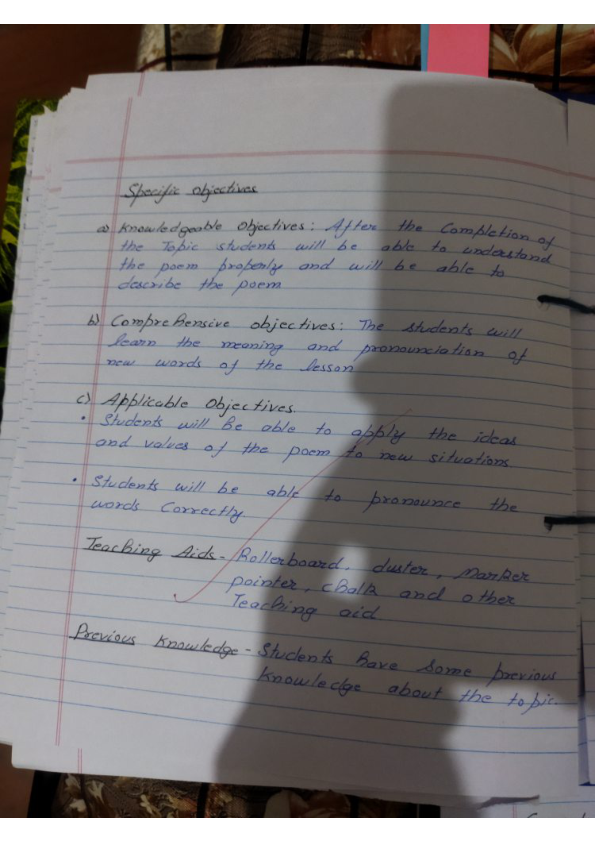 Specific objectives
a) Knowledgeable Objectives: After the Completion of
the Topic students will be able to understand
the poem properly and will be able to
describe the poem
b) Comprehensive objectives: The students will
learn the meaning and pronounciation of
new words of the lesson
c) Applicable Objectives.
• Students will be able to apply the ideas
and values of the poem to new situations
• Students will be able to pronounce the
words Correctly
Teaching Aids - Rollerboard, duster, Marker
pointer, chalk and other
Teaching aid
Previous Knowledge - Students have some previous
Knowledge about the topic.